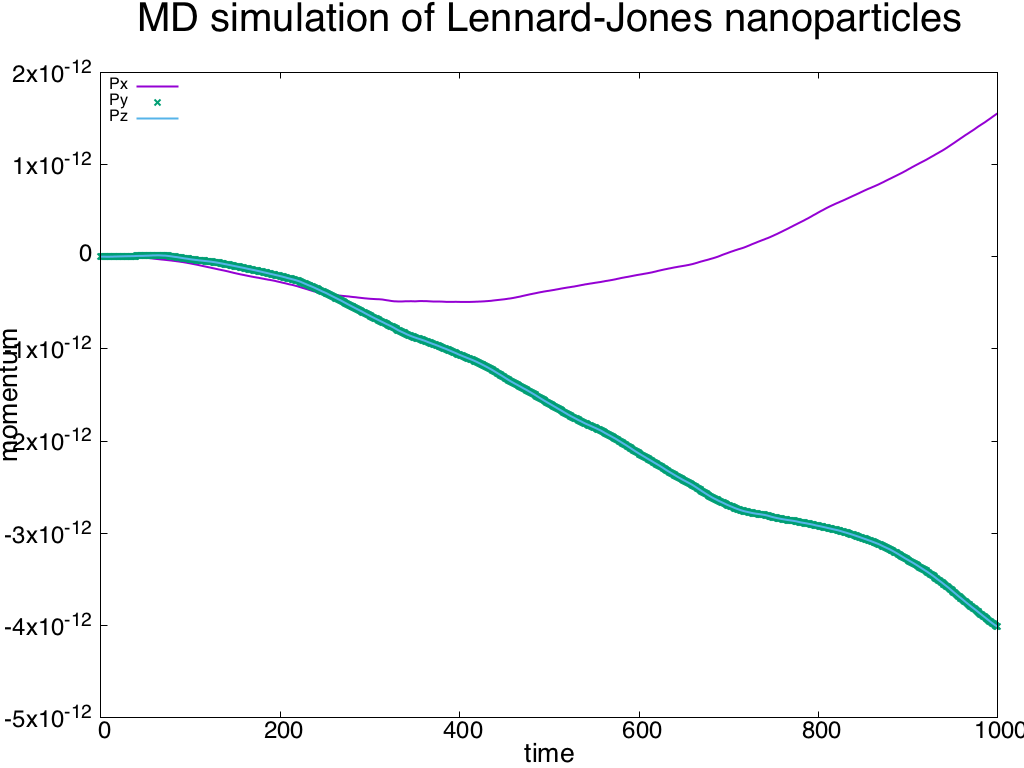 MD simulation of Lennard-Jones nanoparticles
2x10-12
Px
Py
Pz
1x10-12
0
-1x10-12
momentum
-2x10-12
-3x10-12
-4x10-12
-5x10-12
0 200 400 600 800 1000
time